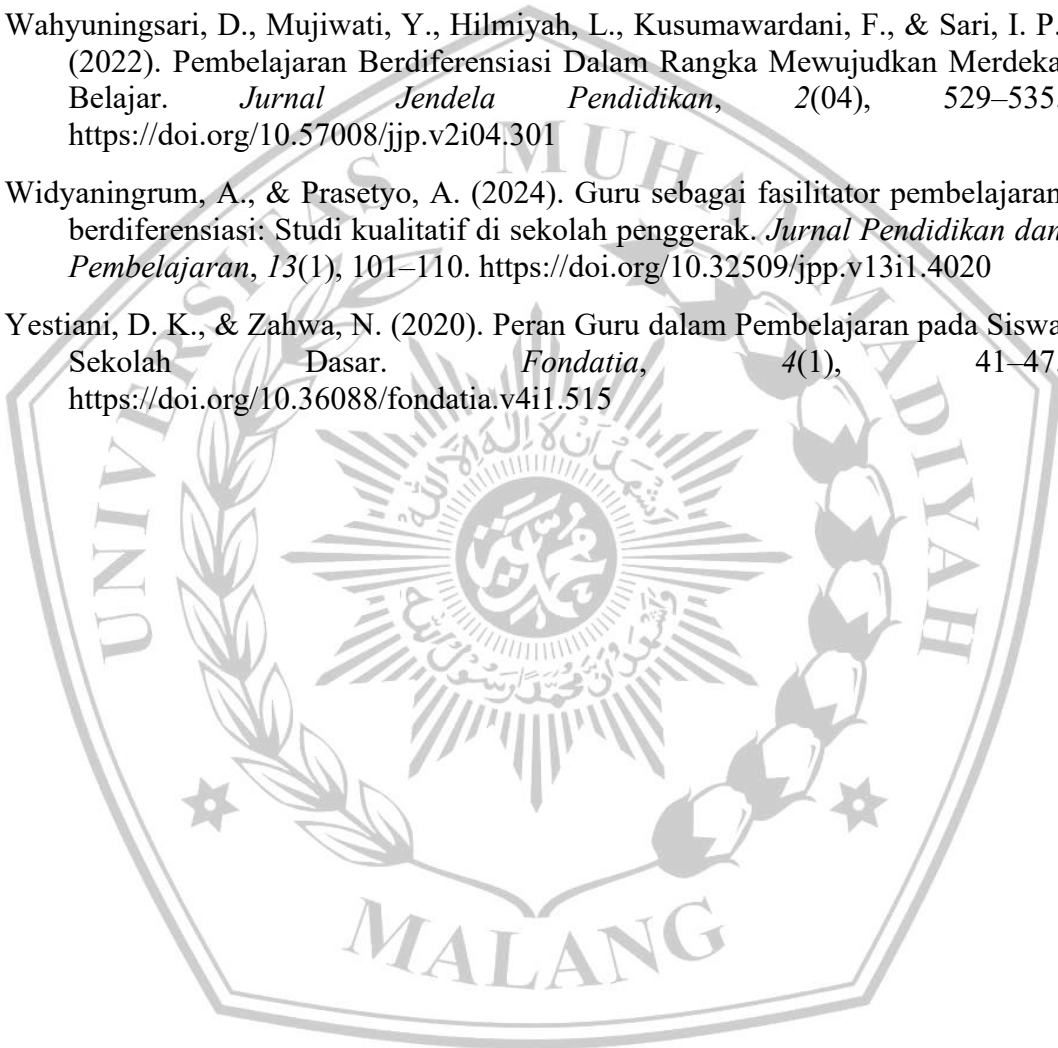 Wahyuningsari, D., Mujiwati, Y., Hilmiyah, L., Kusumawardani, F., & Sari, I. P.
(2022). Pembelajaran Berdiferensiasi Dalam Rangka Mewujudkan Merdeka
Belajar. Jurnal Jendela Pendidikan, 2(04), 529–535.
https://doi.org/10.57008/jjp.v2i04.301
Widyaningrum, A., & Prasetyo, A. (2024). Guru sebagai fasilitator pembelajaran
berdiferensiasi: Studi kualitatif di sekolah penggerak. Jurnal Pendidikan dan
Pembelajaran, 13(1), 101–110. https://doi.org/10.32509/jpp.v13i1.4020
Yestiani, D. K., & Zahwa, N. (2020). Peran Guru dalam Pembelajaran pada Siswa
Sekolah Dasar. Fondatia, 4(1), 41–47.
https://doi.org/10.36088/fondatia.v4i1.515
UNIVERSITAS MUHAMMADIYAH
MALANG